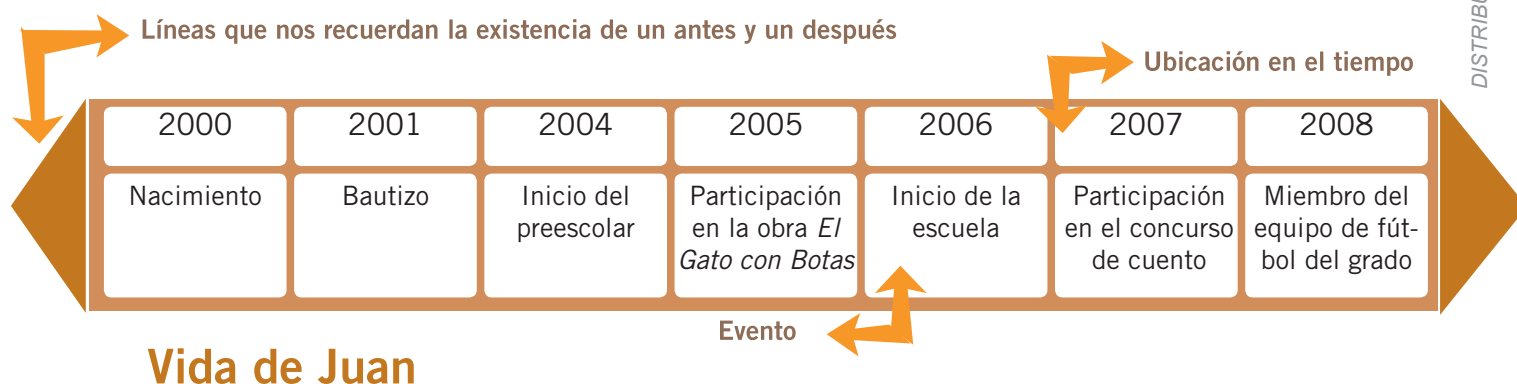 Líneas que nos recuerdan la existencia de un antes y un después
Ubicación en el tiempo
2000
2001
2004
2005
2006
2007
2008
Nacimiento
Bautizo
Inicio del
preescolar
Participación
en la obra El
Gato con Botas
Inicio de la
escuela
Participación
en el concurso
de cuento
Miembro del
equipo de fút-
bol del grado
Evento
Vida de Juan